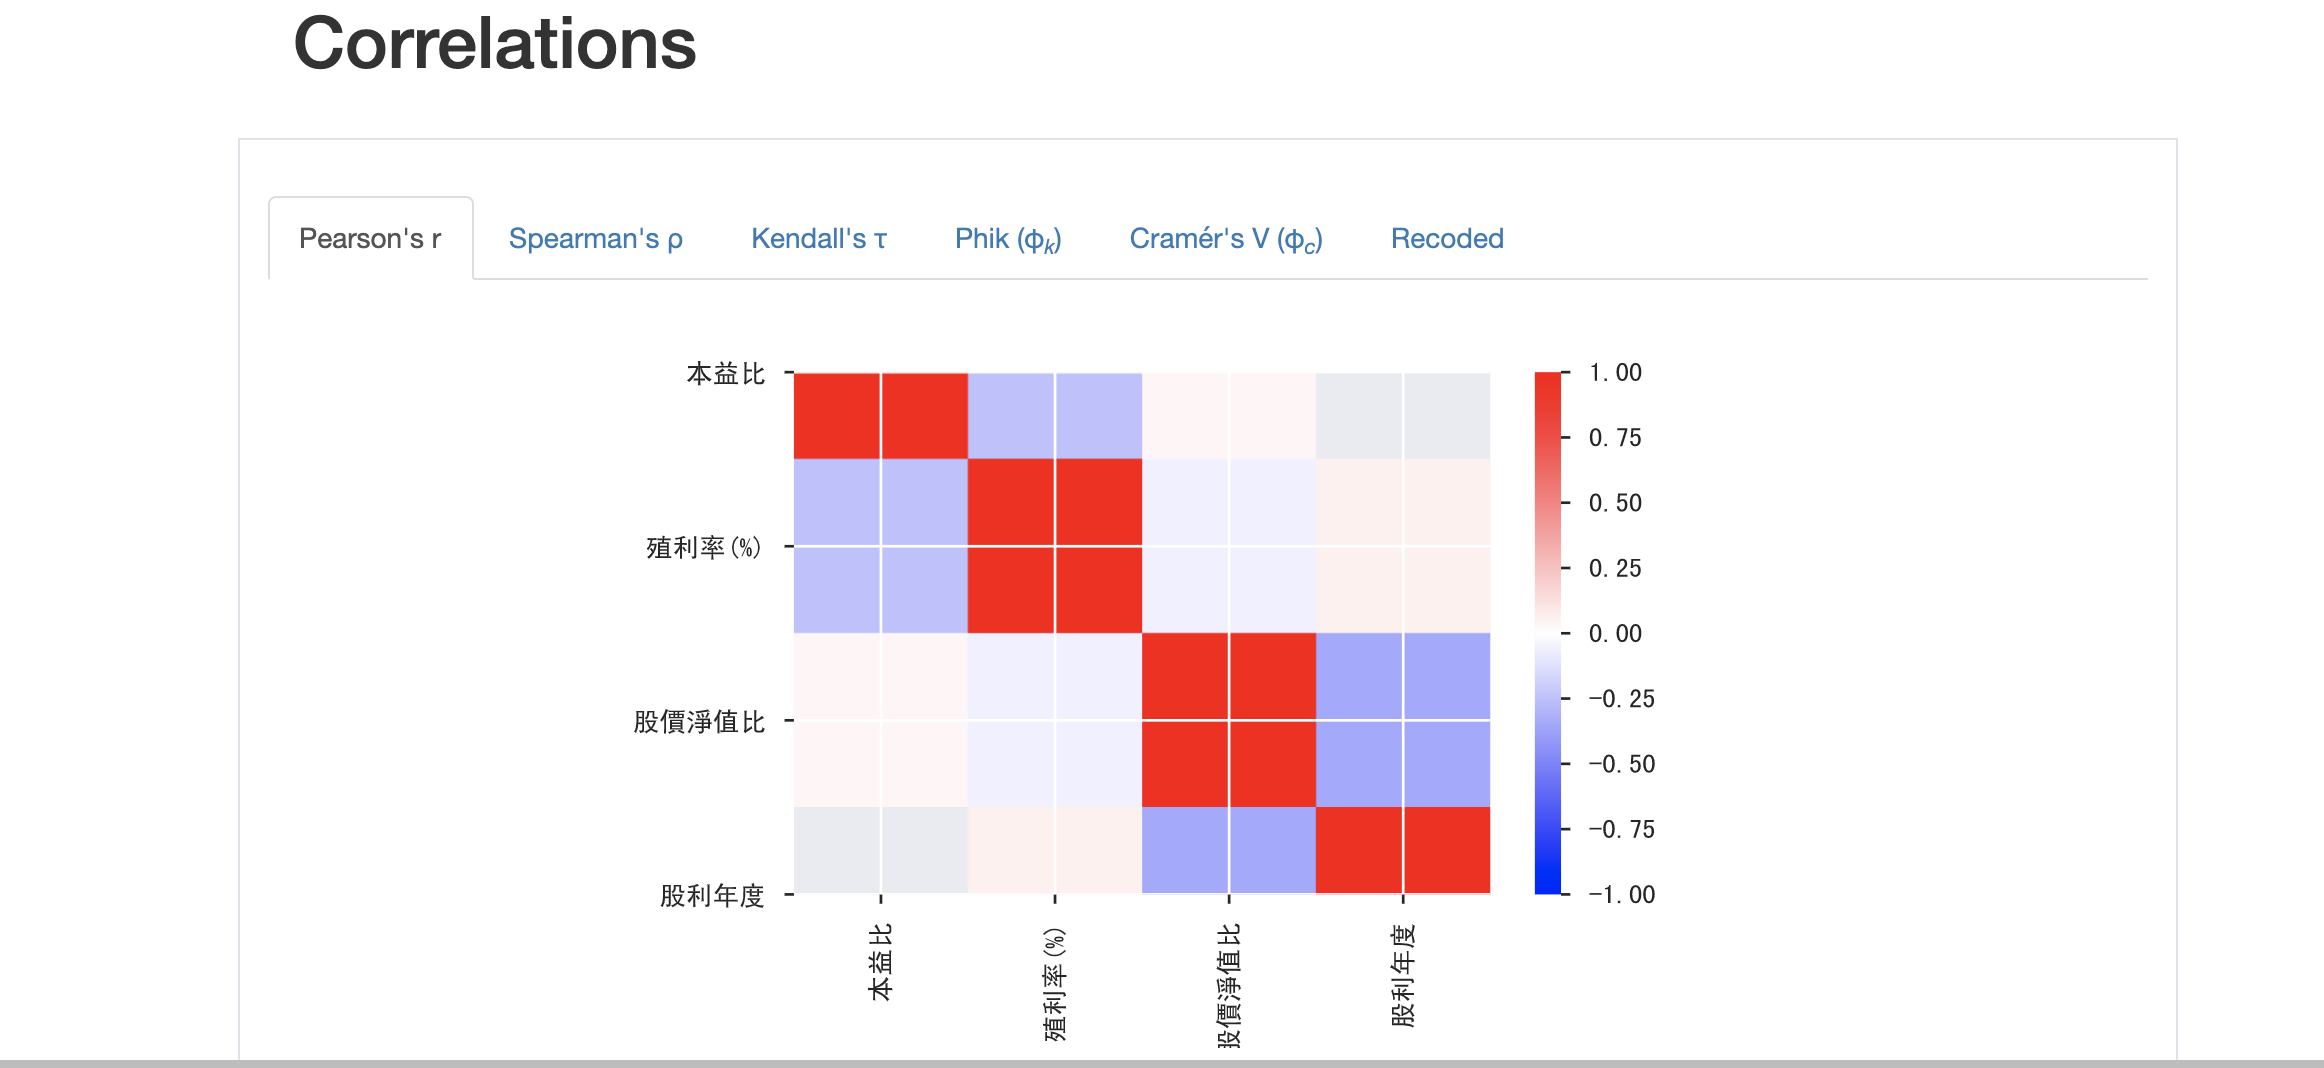 Correlations
Pearson's r
Spearman's ρ
Kendall's τ
Phik (ϕk)
Cramér's V (ϕc)
Recoded
本益比
殖利率(%)
股價淨值比
股利年度
本益比
殖利率(%)
股價淨值比
股利年度
1.00
0.75
0.50
0.25
0.00
−0.25
−0.50
−0.75
−1.00